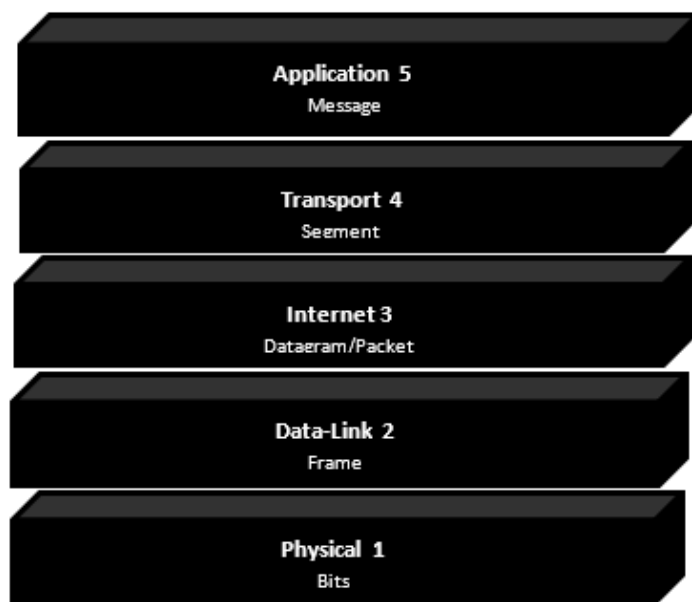 Application 5
Message
Transport 4
Segment
Internet 3
Datagram/Packet
Data-Link 2
Frame
Physical 1
Bits